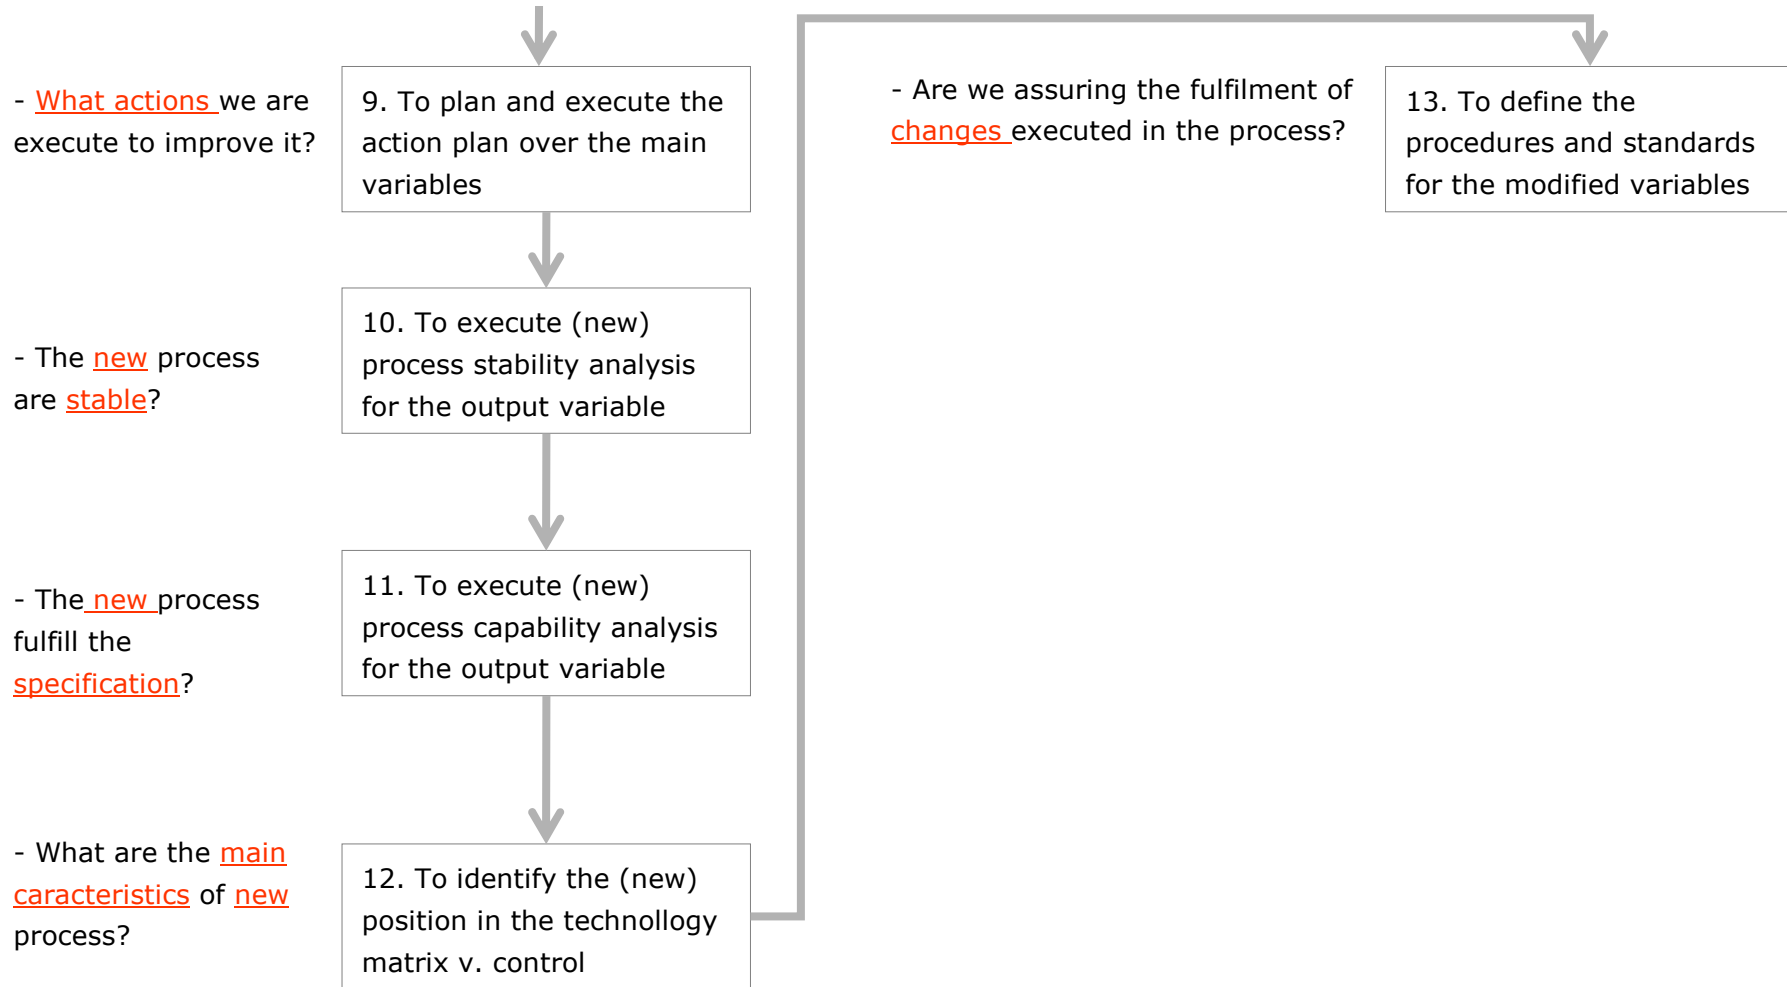 - What actions we are
execute to improve it?
9. To plan and execute the
action plan over the main
variables
- The new process
are stable?
10. To execute (new)
process stability analysis
for the output variable
- The new process
fulfill the
specification?
11. To execute (new)
process capability analysis
for the output variable
- What are the main
caracteristics of new
process?
12. To identify the (new)
position in the technollogy
matrix v. control
- Are we assuring the fulfilment of
changes executed in the process?
13. To define the
procedures and standards
for the modified variables